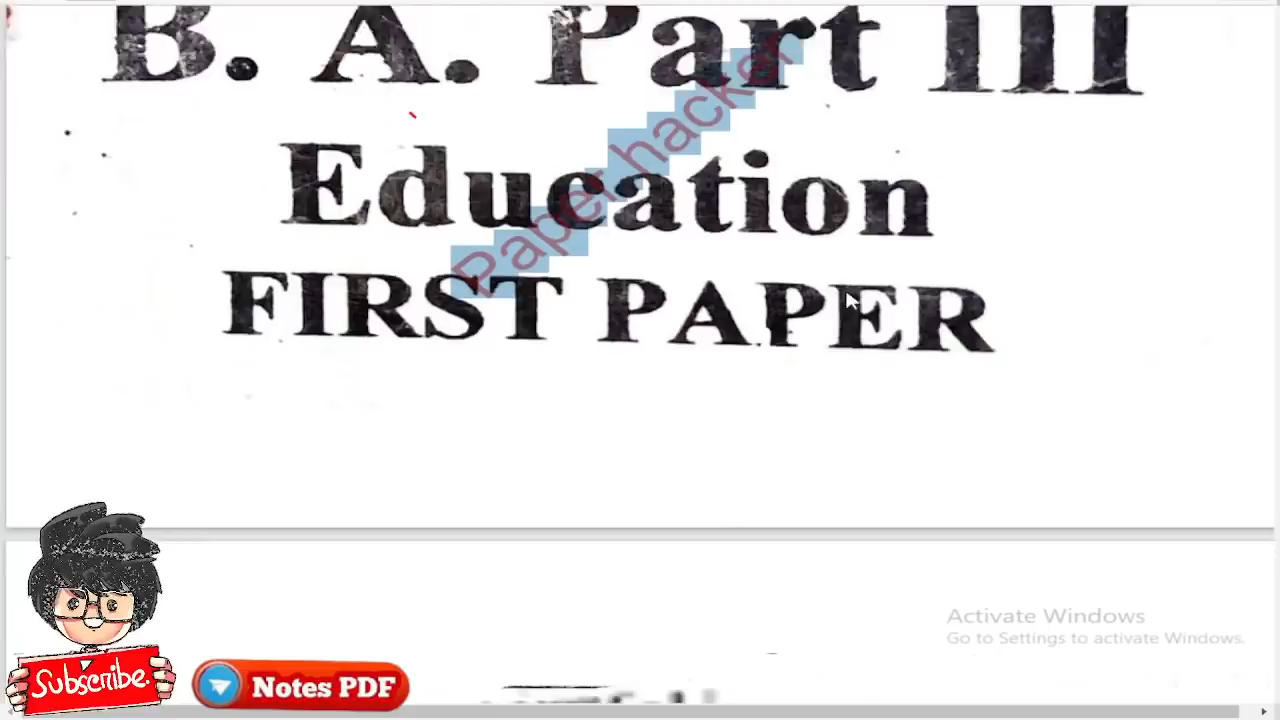 B. A. Part III
Education
FIRST PAPER
Paper hacker
Activate Windows
Go to Settings to activate Windows.
Subscribe.
Notes PDF